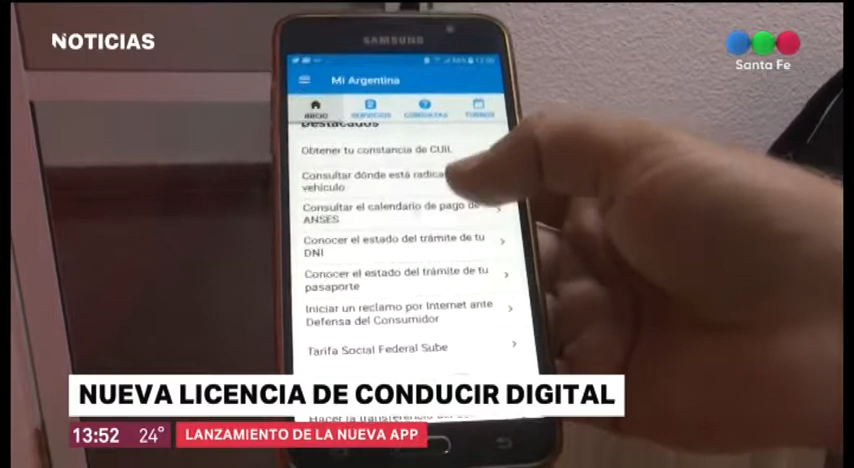 NOTICIAS
Santa Fe
SAMSUNG
Mi Argentina
INICIO
SERVICIOS
CONSULTAS
TURNOS
Destacados
Obtener tu constancia de CUIL
Consultar dónde está
vehículo
Consultar el calendario de pago de
ANSES
Conocer el estado del trámite de tu
DNI
Conocer el estado del trámite de tu
pasaporte
Iniciar un reclamo por Internet ante
Defensa del Consumidor
Tarifa Social Federal Sube
NUEVA LICENCIA DE CONDUCIR DIGITAL
Hacer la transferencia
13:52 24° LANZAMIENTO DE LA NUEVA APP